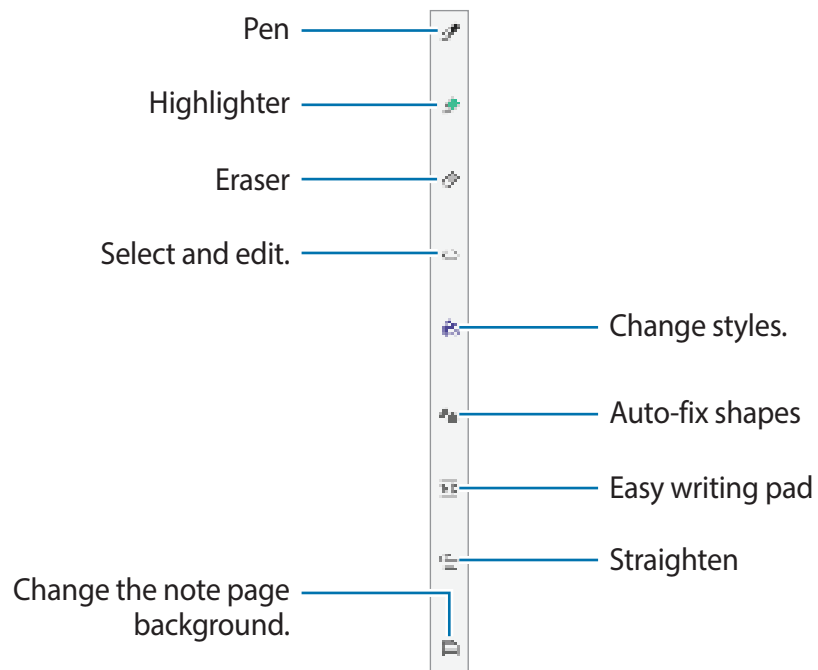 Pen
Highlighter
Eraser
Select and edit.
Change styles.
Auto-fix shapes
Easy writing pad
Straighten
Change the note page
background.